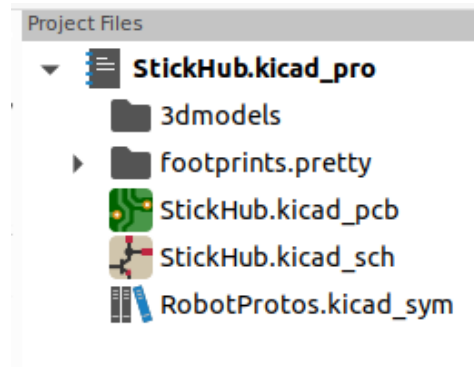 Project Files
StickHub.kicad_pro
3dmodels
footprints.pretty
StickHub.kicad_pcb
StickHub.kicad_sch
RobotProtos.kicad_sym